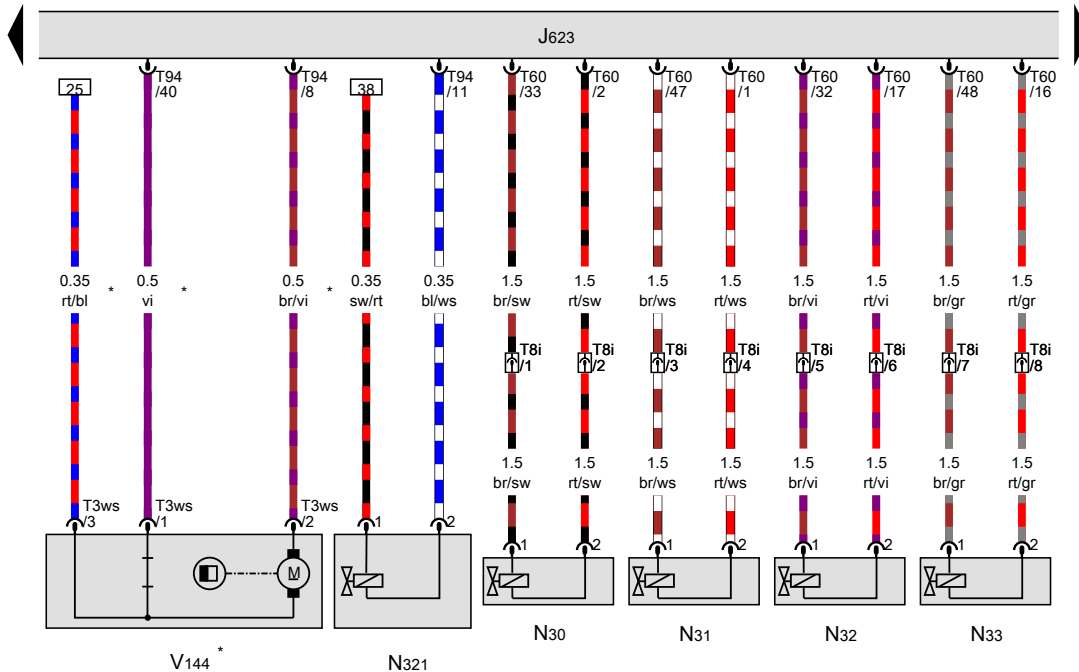 J623
25 T94 T94 38 T94 T60 T60 T60 T60 T60 T60 T60 T60
/40 /8 /11 /33 /2 /47 /1 /32 /17 /48 /16
0.35 0.5 0.5 0.35 0.35 1.5 1.5 1.5 1.5 1.5 1.5 1.5 1.5
rt/bl * vi * br/vi * sw/rt bl/ws br/sw rt/sw br/ws rt/ws br/vi rt/vi br/gr rt/gr
T8i T8i T8i T8i T8i T8i T8i T8i
/1 /2 /3 /4 /5 /6 /7 /8
1.5 1.5 1.5 1.5 1.5 1.5 1.5 1.5
br/sw rt/sw br/ws rt/ws br/vi rt/vi br/gr rt/gr
T3ws T3ws T3ws
/3 /1 /2 1 2
1 2 1 2 1 2 1 2
M
N30 N31 N32 N33
V144 * N321